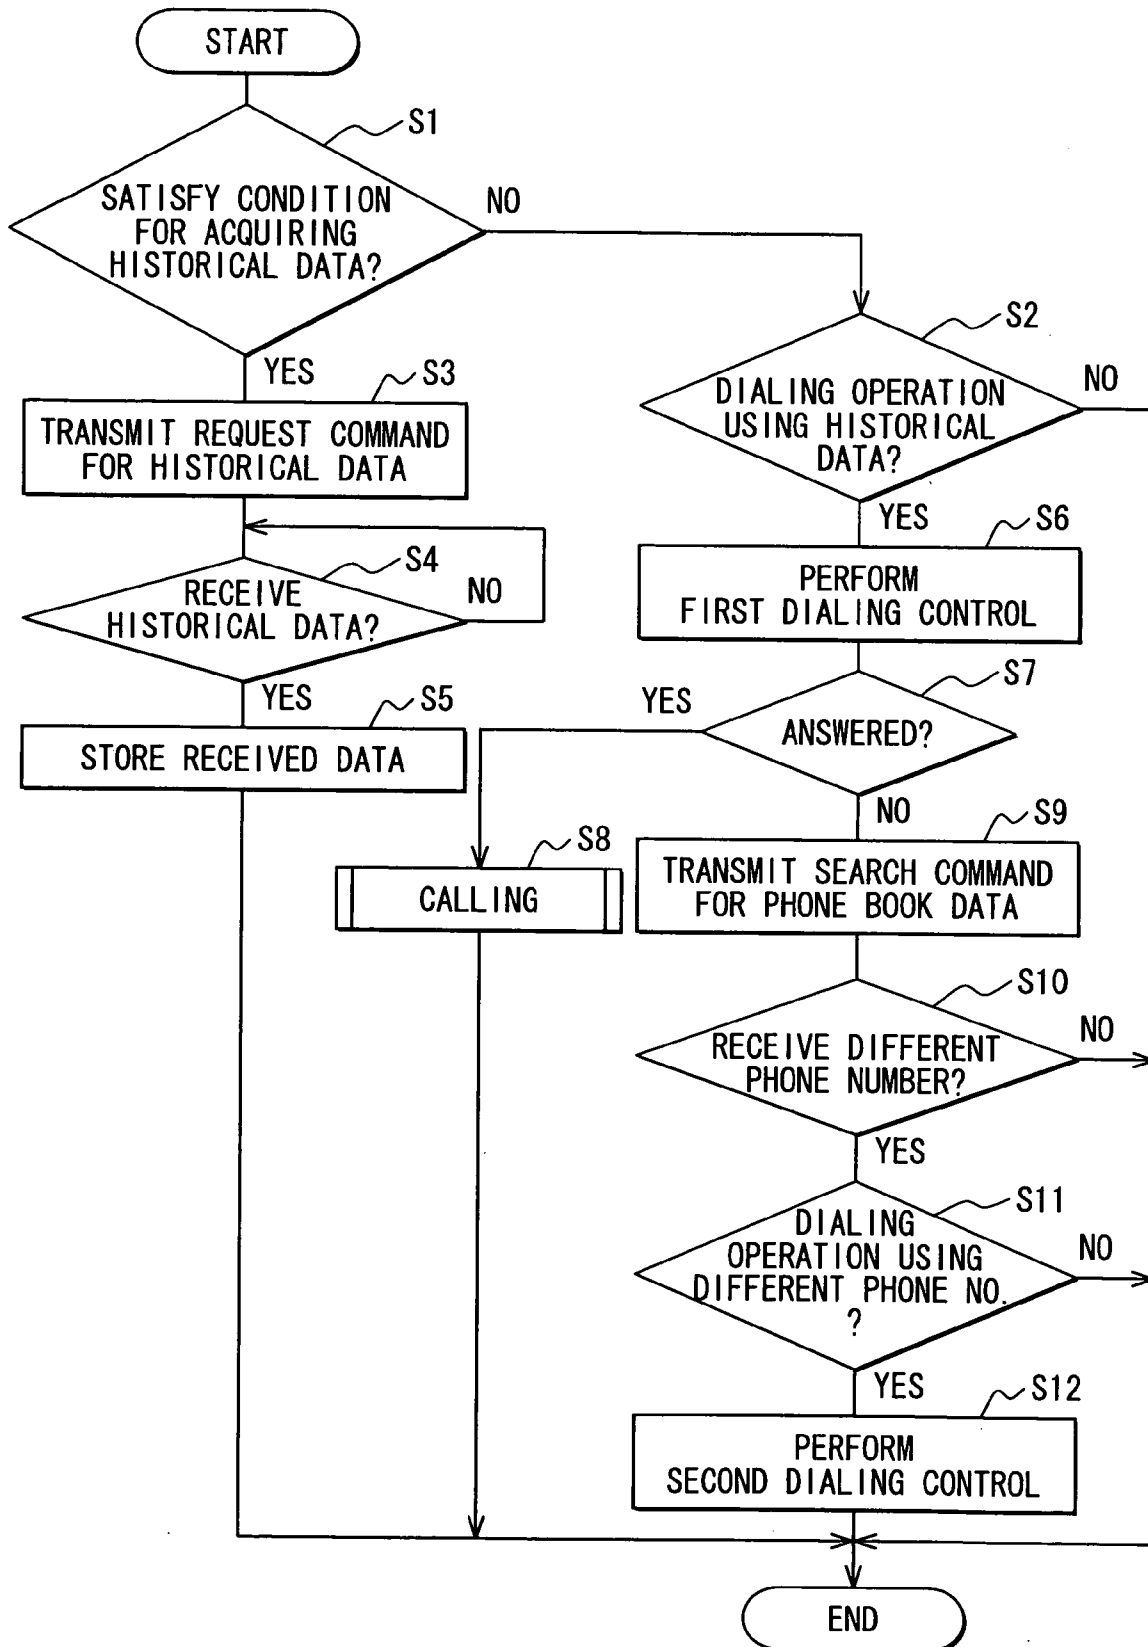 START
S1
SATISFY CONDITION
FOR ACQUIRING
HISTORICAL DATA?
NO
YES
S2
DIALING OPERATION
USING HISTORICAL
DATA?
NO
YES
S3
TRANSMIT REQUEST COMMAND
FOR HISTORICAL DATA
S4
RECEIVE
HISTORICAL DATA?
NO
YES
S5
STORE RECEIVED DATA
S6
PERFORM
FIRST DIALING CONTROL
S7
ANSWERED?
YES
NO
S8
CALLING
S9
TRANSMIT SEARCH COMMAND
FOR PHONE BOOK DATA
S10
RECEIVE DIFFERENT
PHONE NUMBER?
NO
YES
S11
DIALING
OPERATION USING
DIFFERENT PHONE NO.
?
NO
YES
S12
PERFORM
SECOND DIALING CONTROL
END